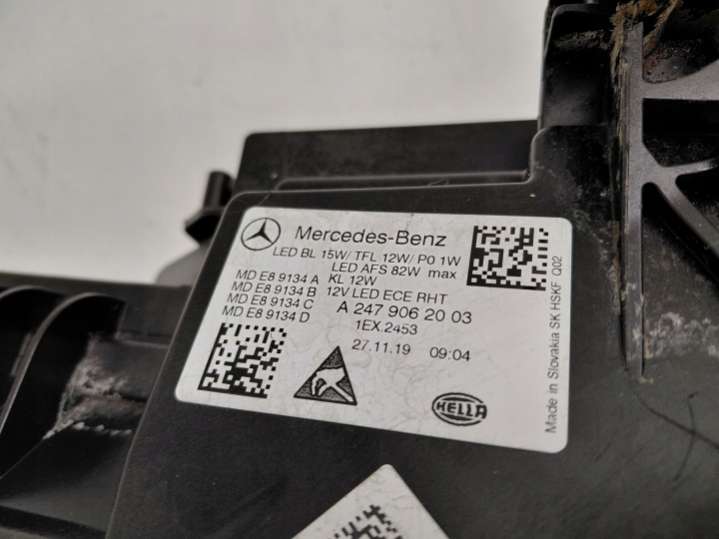 Mercedes-Benz
LED BL 15W/ TFL 12W/ PO 1W
LED AFS 82W max
MD E8 9134 A KL 12W
MD E8 9134 B 12V LED ECE RHT
MD E8 9134 C A 247 906 20 03
MD E8 9134 D 1EX.2453
27.11.19 09:04
HELLA
Made in Slovakia SK HSKF Q02